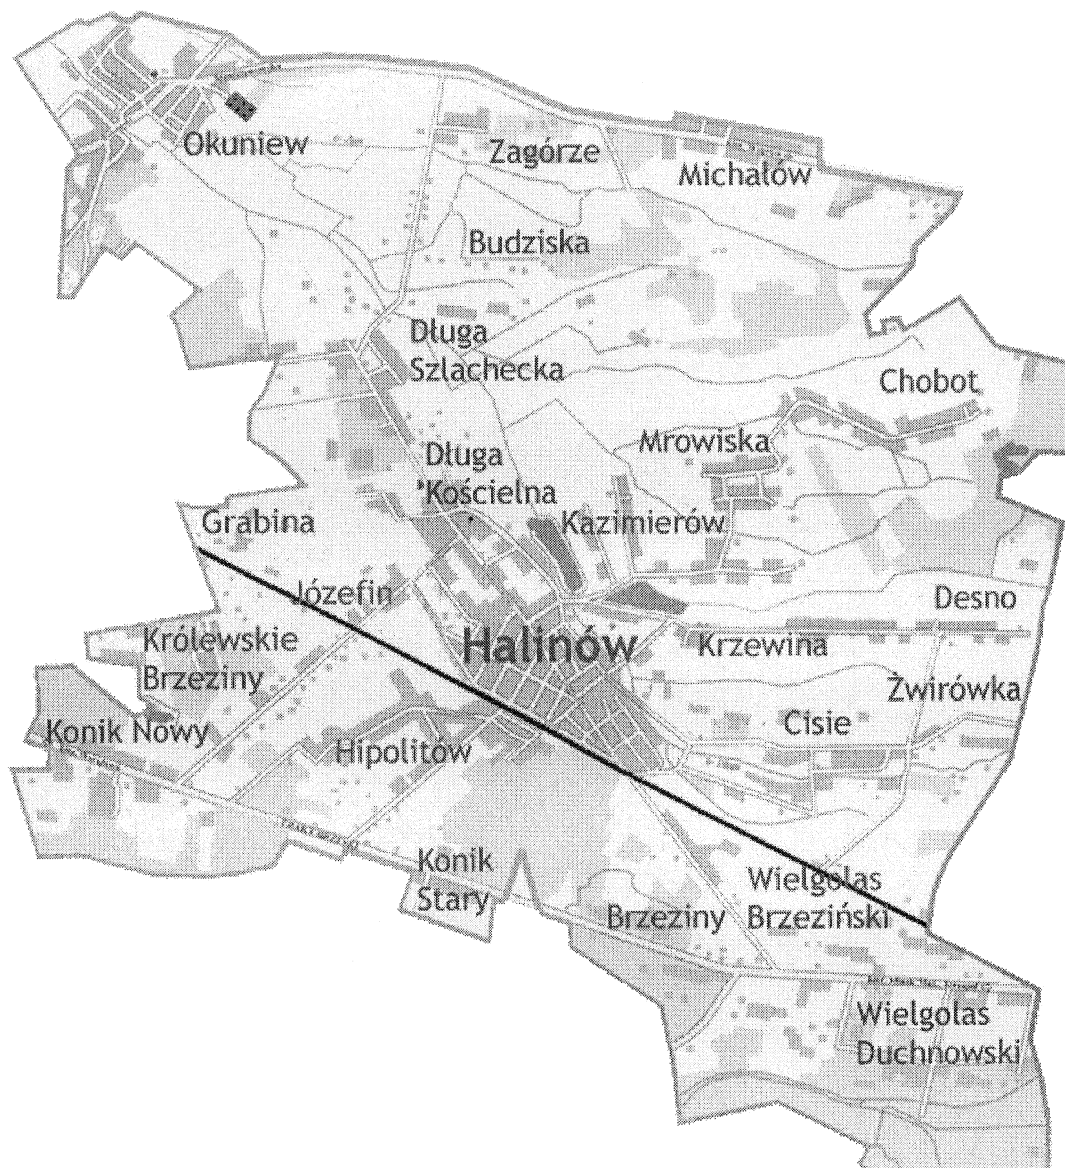 Okuniew
Zagórze
Michałów
Budziska
Długa
Szlachecka
Chobot
Mrowiska
Długa
Kościelna
Kazimierów
Grabina
Józefin
Desno
Królewskie
Brzeziny
Halinów
Krzewina
Żwirówka
Konik Nowy
Hipolitów
Cisie
Konik
Stary
Wielgolas
Brzeziński
Brzeziny
Wielgolas
Duchnowski